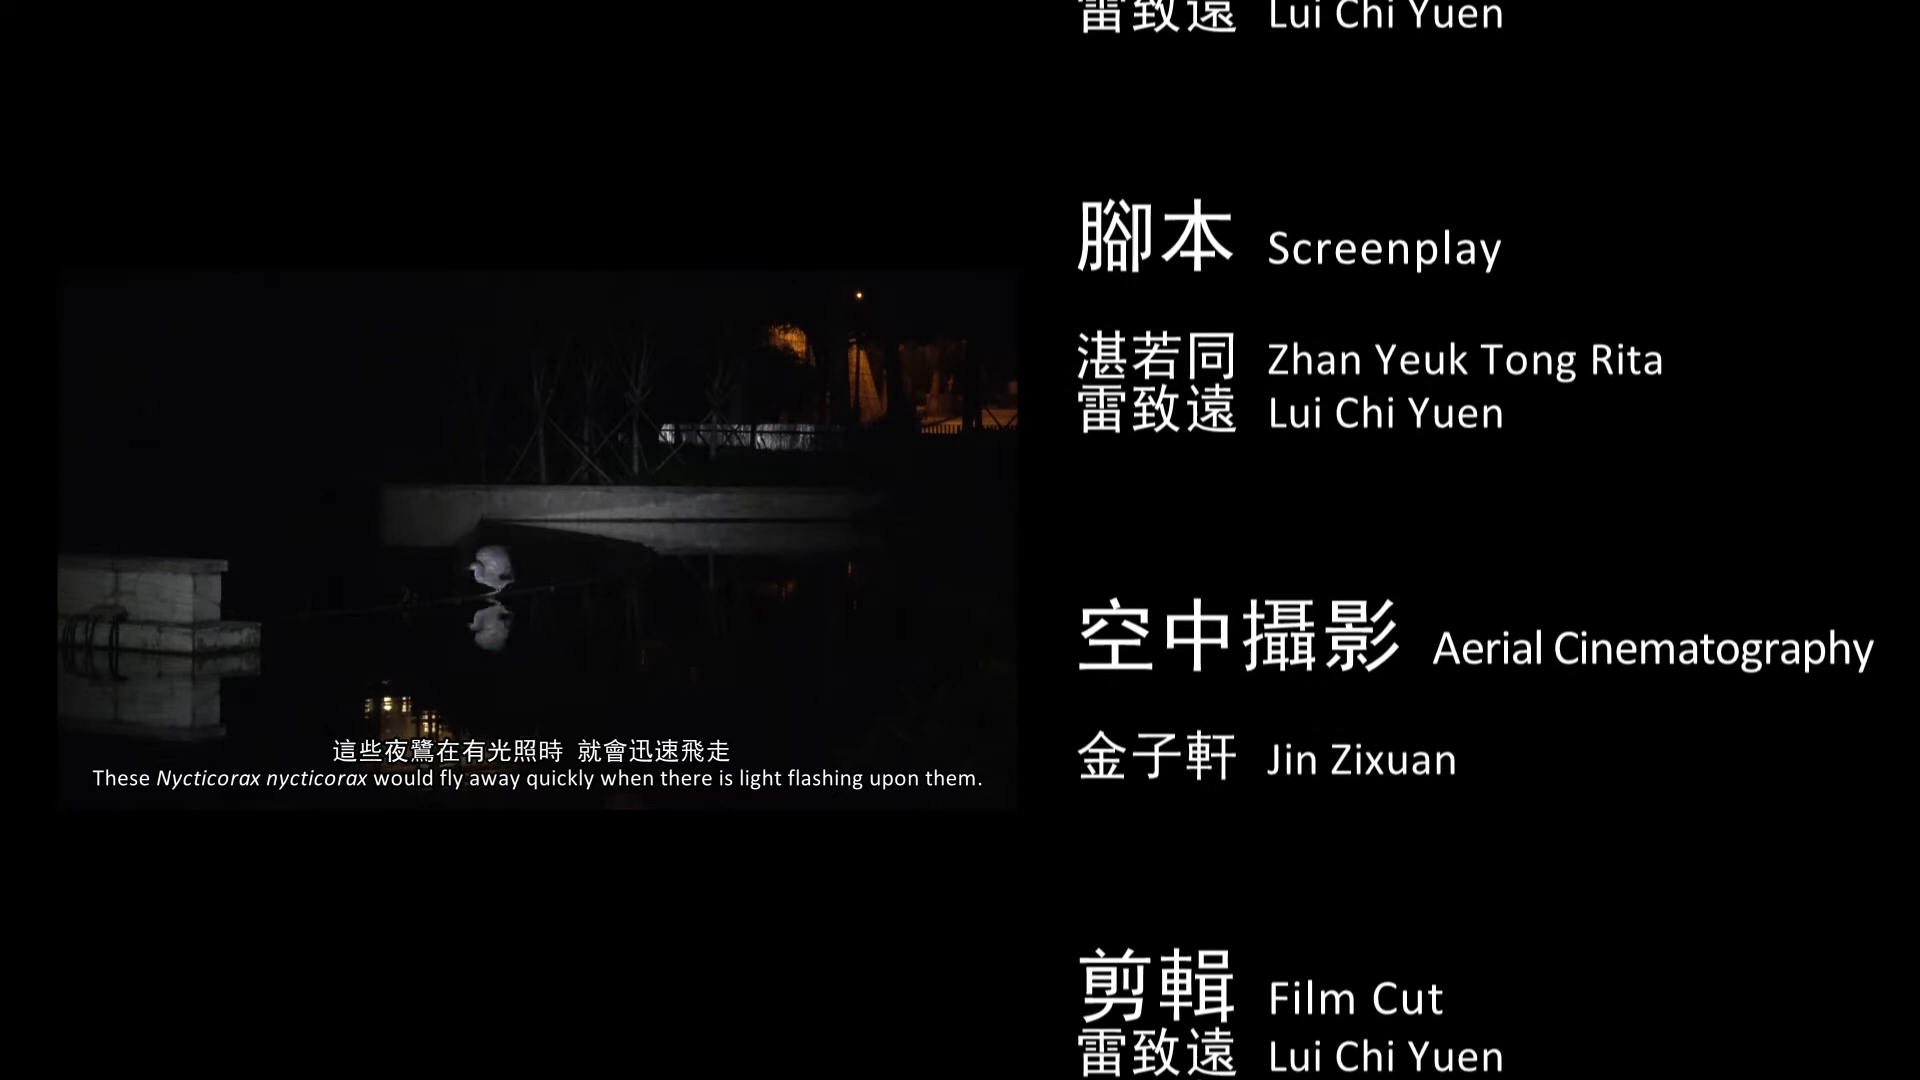 雷致遠 Lui Chi Yuen
腳本 Screenplay
湛若同 Zhan Yeuk Tong Rita
雷致遠 Lui Chi Yuen
空中攝影 Aerial Cinematography
金子軒 Jin Zixuan
剪輯 Film Cut
雷致遠 Lui Chi Yuen
這些夜鷺在有光照時 就會迅速飛走
These Nycticorax nycticorax would fly away quickly when there is light flashing upon them.